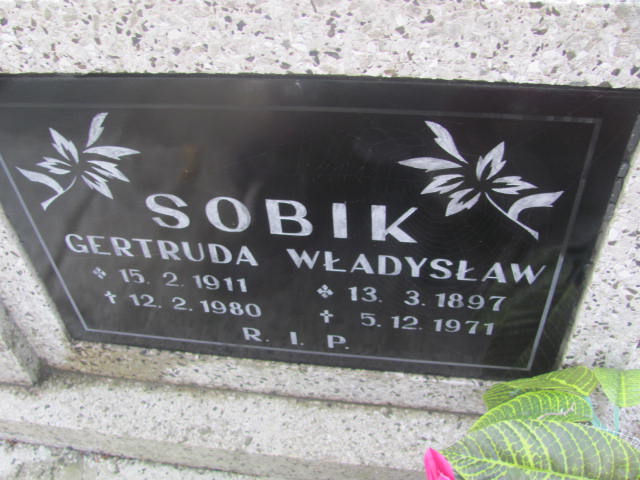 SOBIK
GERTRUDA WŁADYSŁAW
15. 2. 1911 13. 3. 1897
† 12. 2. 1980 † 5. 12. 1971
R. I. P.